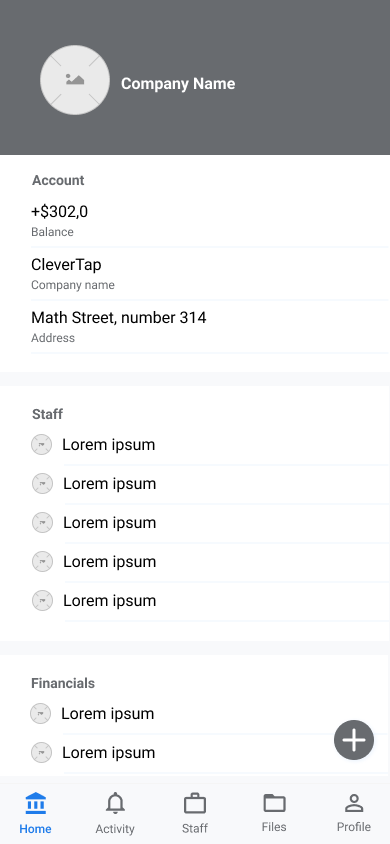 Company Name
Account
+$302,0
Balance
CleverTap
Company name
Math Street, number 314
Address
Staff
Lorem ipsum
Lorem ipsum
Lorem ipsum
Lorem ipsum
Lorem ipsum
Financials
Lorem ipsum
Lorem ipsum
Home Activity Staff Files Profile